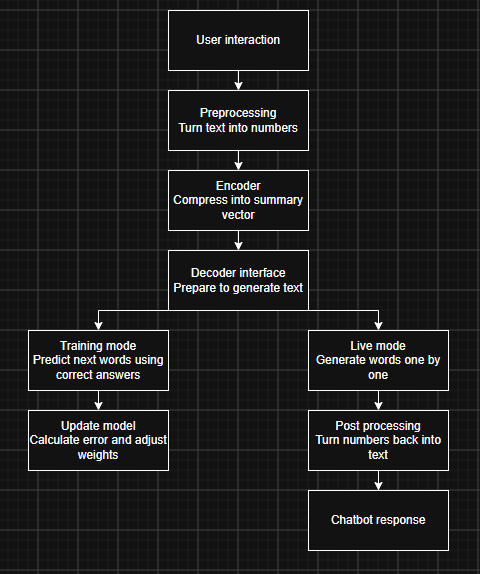 User interaction
Preprocessing
Turn text into numbers
Encoder
Compress into summary
vector
Decoder interface
Prepare to generate text
Training mode
Predict next words using
correct answers
Live mode
Generate words one by
one
Update model
Calculate error and adjust
weights
Post processing
Turn numbers back into
text
Chatbot response